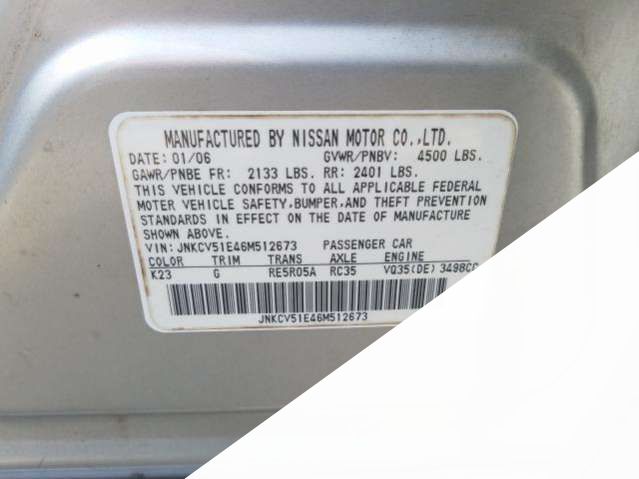 MANUFACTURED BY NISSAN MOTOR CO.,LTD.
DATE: 01/06 GVWR/PNBV: 4500 LBS.
GAWR/PNBE FR: 2133 LBS. RR: 2401 LBS.
THIS VEHICLE CONFORMS TO ALL APPLICABLE FEDERAL
MOTER VEHICLE SAFETY,BUMPER,AND THEFT PREVENTION
STANDARDS IN EFFECT ON THE DATE OF MANUFACTURE
SHOWN ABOVE.
VIN: JNKCV51E46M512673 PASSENGER CAR
COLOR TRIM TRANS AXLE ENGINE
K23 G RE5R05A RC35 VQ35(DE) 3498CC
JNKCV51E46M512673